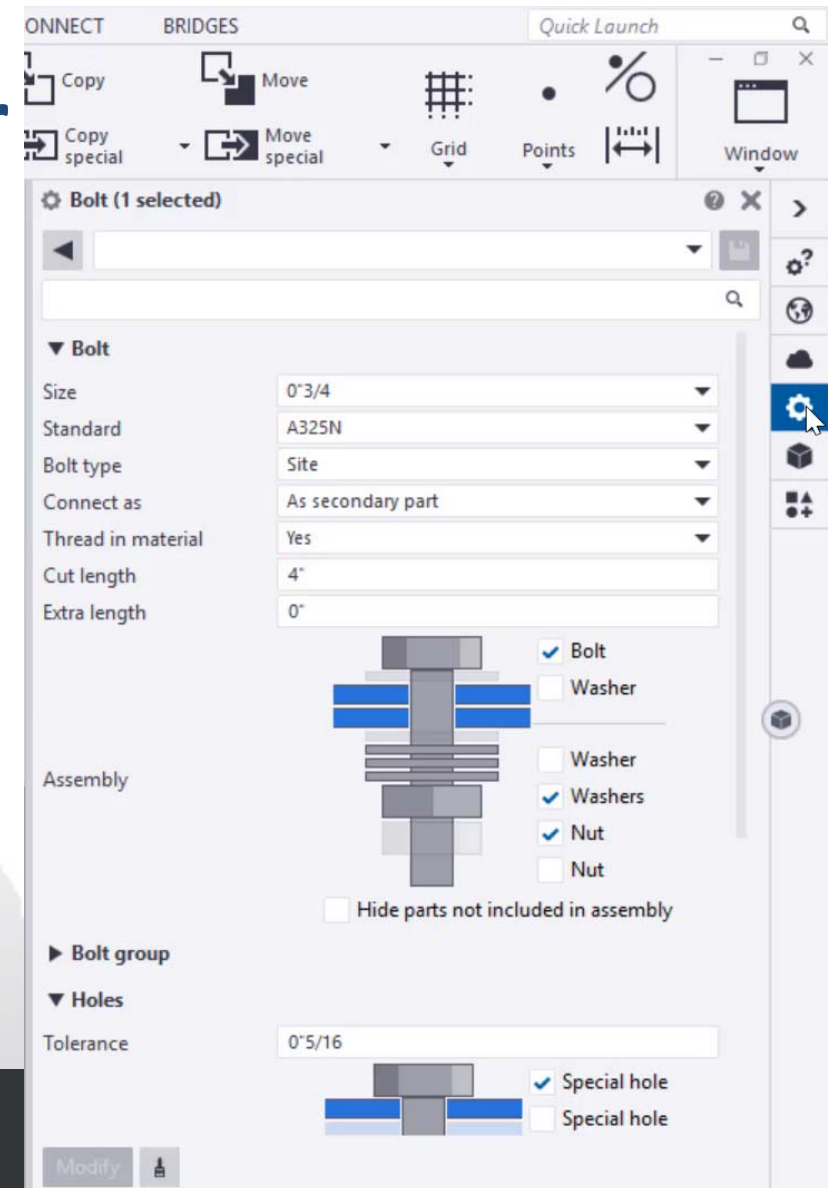 ONNECT BRIDGES Quick Launch
Copy Move
Copy special Move special Grid Points Window
Bolt (1 selected)
Bolt
Size 0"3/4
Standard A325N
Bolt type Site
Connect as As secondary part
Thread in material Yes
Cut length 4"
Extra length 0"
Bolt
Washer
Washer
Assembly
Washers
Nut
Nut
Hide parts not included in assembly
Bolt group
Holes
Tolerance 0"5/16
Special hole
Special hole
Modify